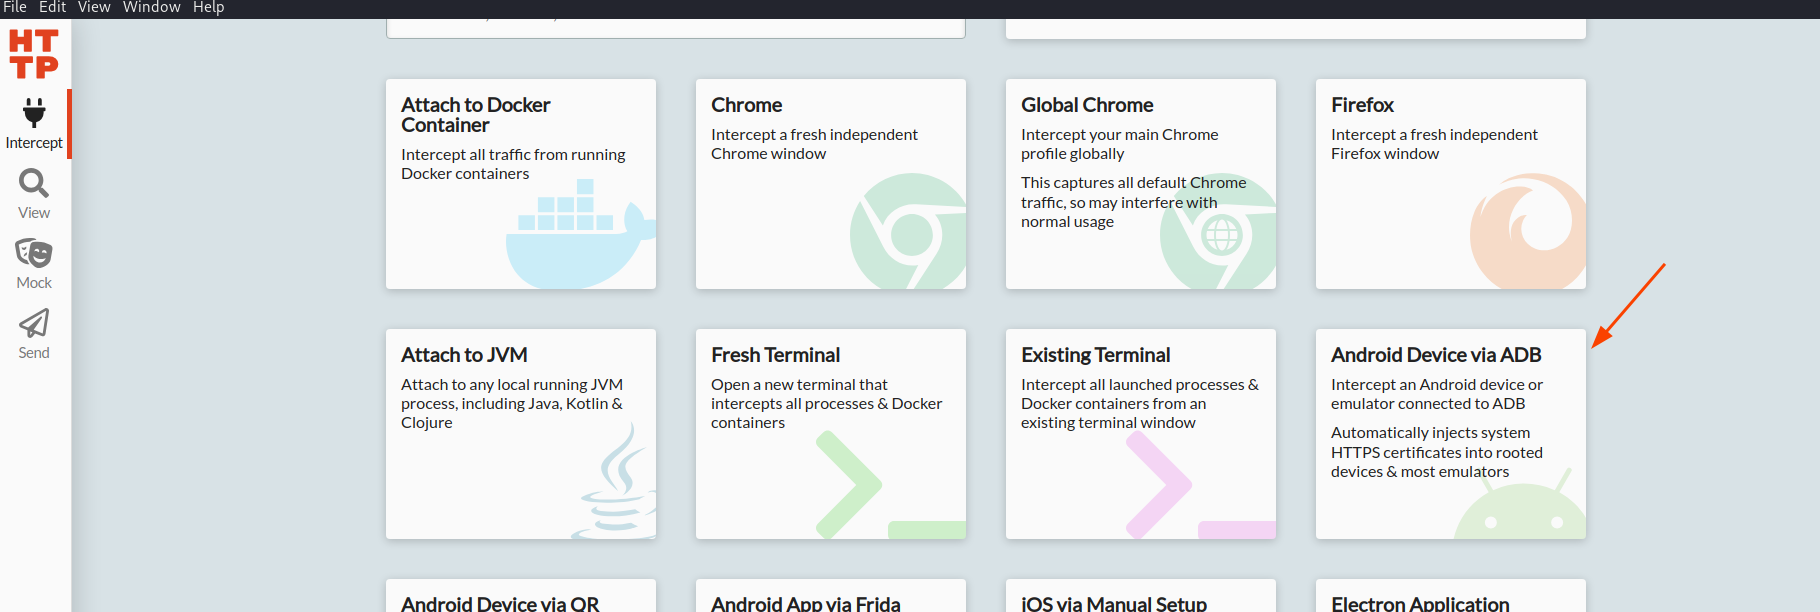 File Edit View Window Help
HT
TP
Intercept
View
Mock
Send
Attach to Docker
Container
Intercept all traffic from running
Docker containers
Chrome
Intercept a fresh independent
Chrome window
Global Chrome
Intercept your main Chrome
profile globally
This captures all default Chrome
traffic, so may interfere with
normal usage
Firefox
Intercept a fresh independent
Firefox window
Attach to JVM
Attach to any local running JVM
process, including Java, Kotlin &
Clojure
Fresh Terminal
Open a new terminal that
intercepts all processes & Docker
containers
Existing Terminal
Intercept all launched processes &
Docker containers from an
existing terminal window
Android Device via ADB
Intercept an Android device or
emulator connected to ADB
Automatically injects system
HTTPS certificates into rooted
devices & most emulators
Android Device via QR
Android App via Frida
iOS via Manual Setup
Electron Application